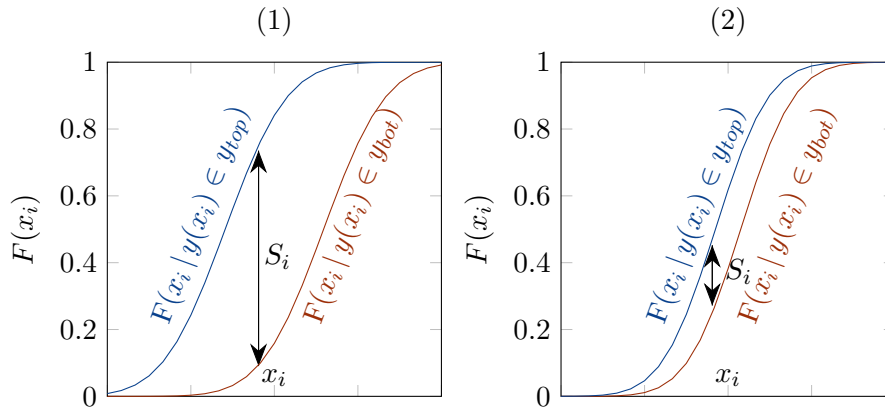 (1)
1
0.8
0.6
0.4
0.2
0
F(x_i)
F(x_i | y(x_i) ∈ y_top)
F(x_i | y(x_i) ∈ y_bot)
S_i
x_i
(2)
1
0.8
0.6
0.4
0.2
0
F(x_i)
F(x_i | y(x_i) ∈ y_top)
F(x_i | y(x_i) ∈ y_bot)
S_i
x_i